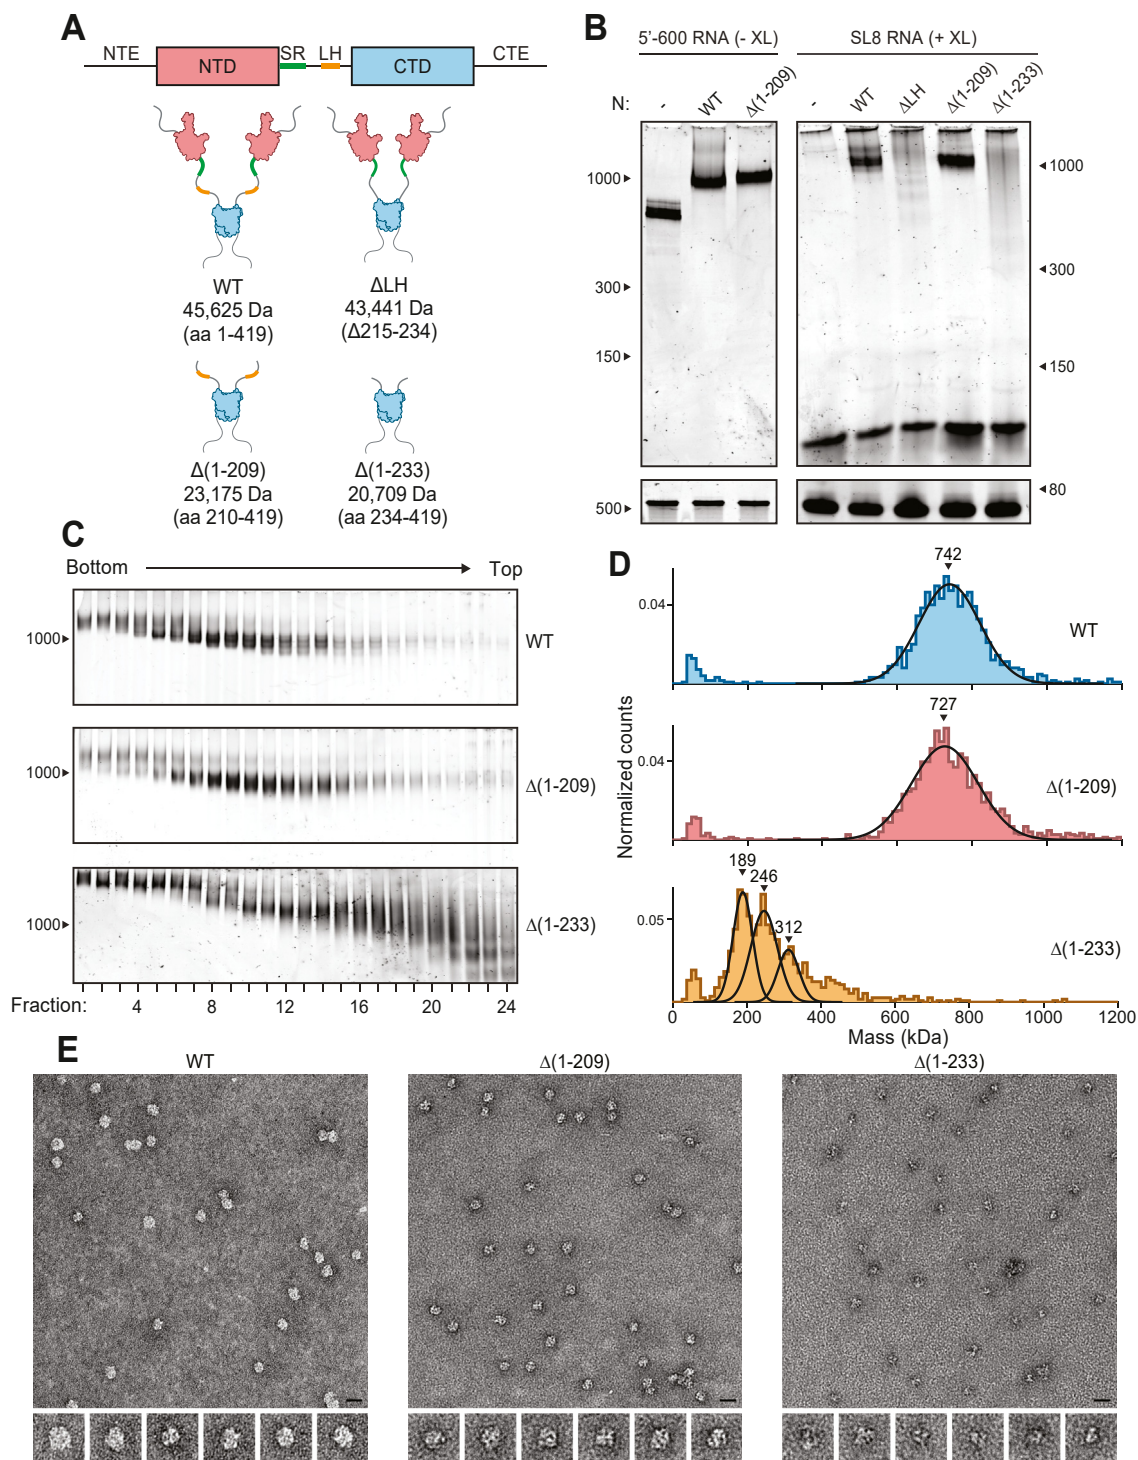 A
NTE
NTD
SR
LH
CTD
CTE
WT
45,625 Da
(aa 1-419)
ΔLH
43,441 Da
(Δ215-234)
Δ(1-209)
23,175 Da
(aa 210-419)
Δ(1-233)
20,709 Da
(aa 234-419)
B
5'-600 RNA (- XL)
SL8 RNA (+ XL)
N:
-
WT
Δ(1-209)
-
WT
ΔLH
Δ(1-209)
Δ(1-233)
1000
300
150
500
1000
300
150
80
C
Bottom
Top
1000
WT
1000
Δ(1-209)
1000
Δ(1-233)
Fraction:
4
8
12
16
20
24
D
742
0.04
WT
727
0.04
Δ(1-209)
189
246
312
0.05
Δ(1-233)
Normalized counts
0
200
400
600
800
1000
1200
Mass (kDa)
E
WT
Δ(1-209)
Δ(1-233)